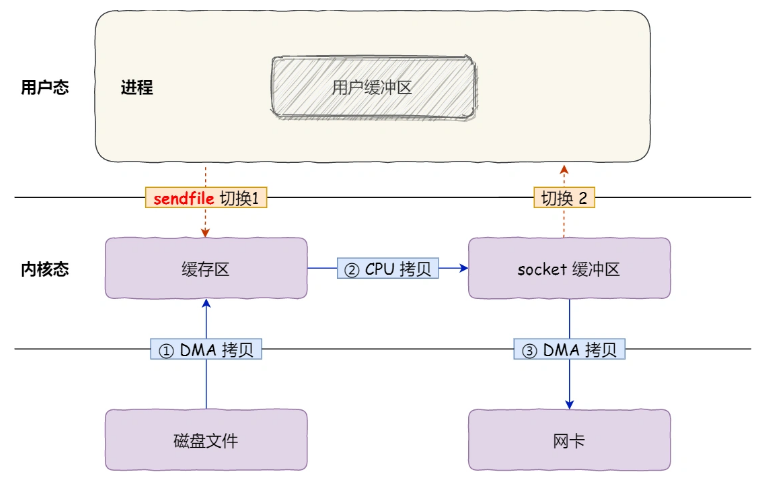 用户态
进程
用户缓冲区
sendfile 切换1
切换 2
内核态
缓存区
② CPU 拷贝
socket 缓冲区
① DMA 拷贝
③ DMA 拷贝
磁盘文件
网卡